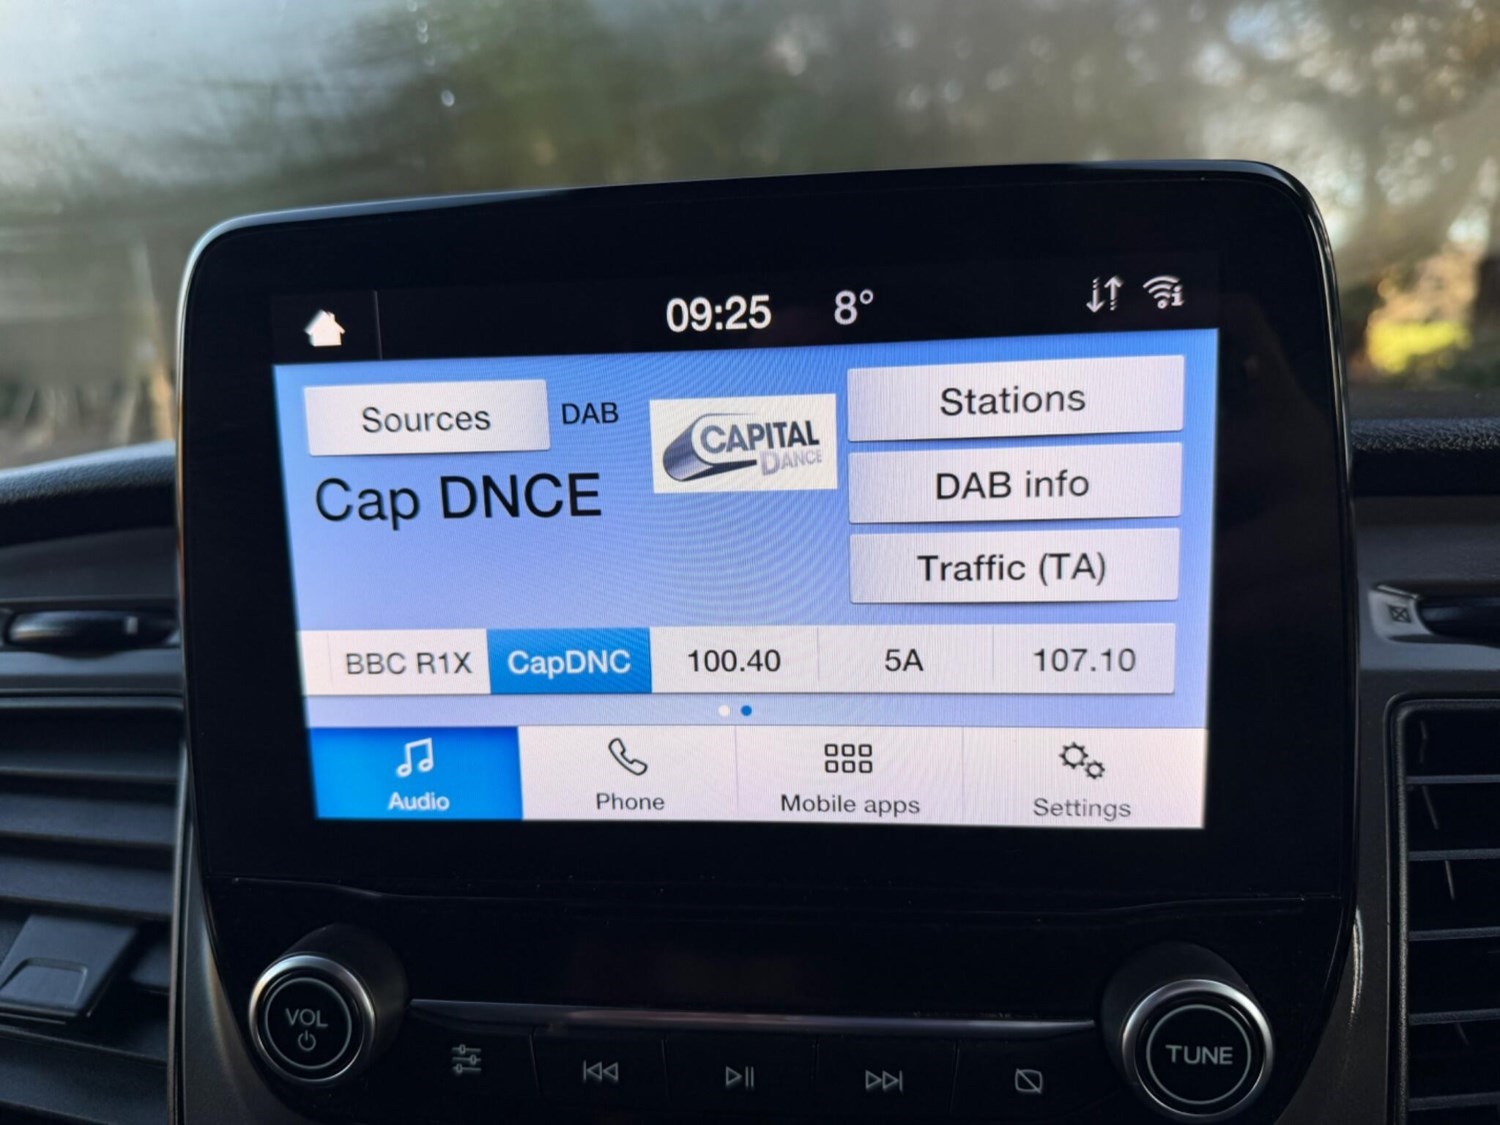 09:25 8°
Sources DAB
CAPITAL
DANCE
Stations
Cap DNCE
DAB info
Traffic (TA)
BBC R1X CapDNC 100.40 5A 107.10
Audio Phone Mobile apps Settings
VOL
TUNE